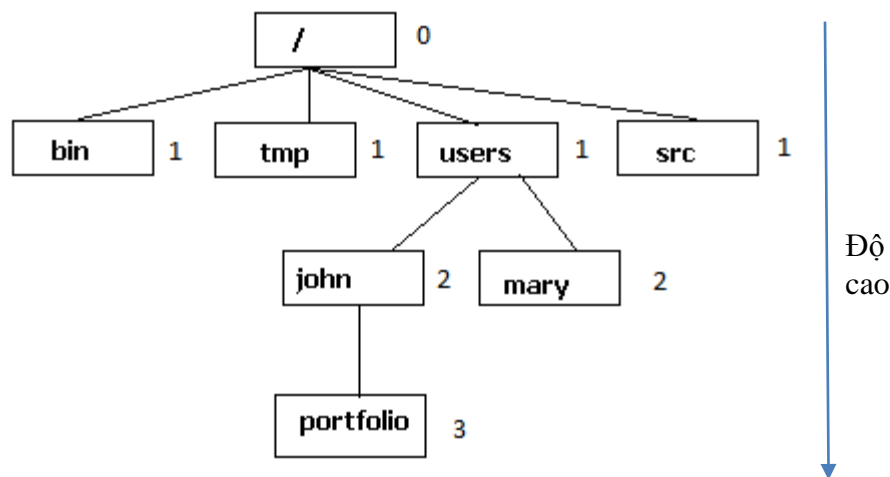 / 0
bin 1 tmp 1 users 1 src 1
Độ
cao
john 2 mary 2
portfolio 3